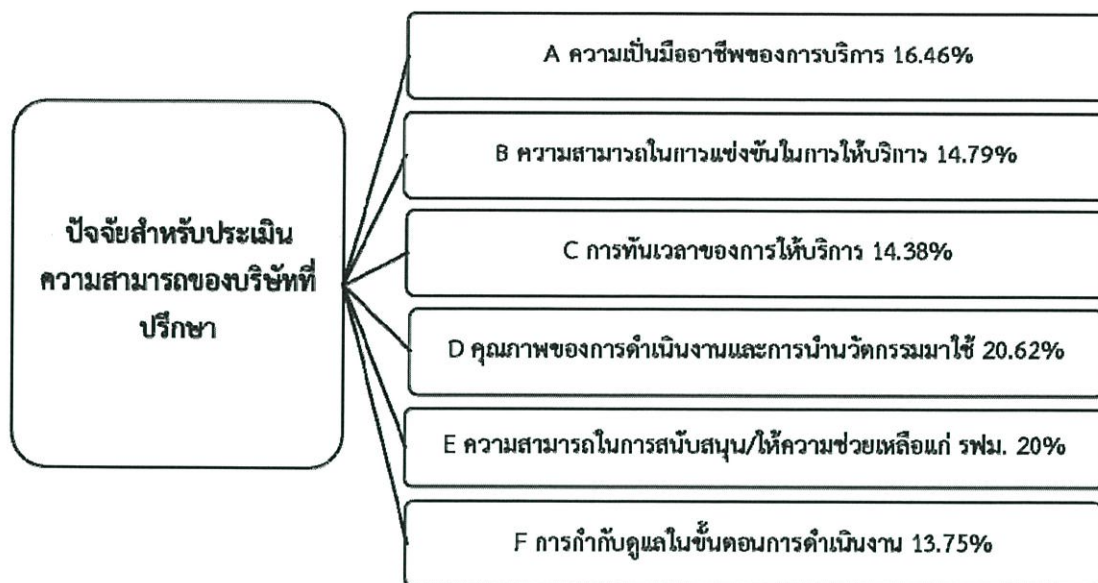 A ความเป็นมืออาชีพของการบริการ 16.46%
B ความสามารถในการแข่งขันในการให้บริการ 14.79%
ปัจจัยสำหรับประเมิน
ความสามารถของบริษัทที่
ปรึกษา
C การทันเวลาของการให้บริการ 14.38%
D คุณภาพของการดำเนินงานและการนำนวัตกรรมมาใช้ 20.62%
E ความสามารถในการสนับสนุน/ให้ความช่วยเหลือแก่ รฟม. 20%
F การกำกับดูแลในขั้นตอนการดำเนินงาน 13.75%